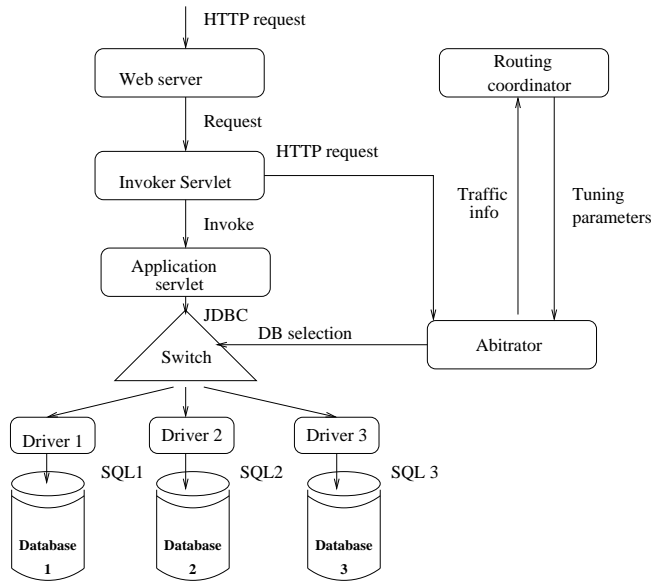 HTTP request
Web server
Routing
coordinator
Request
HTTP request
Invoker Servlet
Traffic
info
Tuning
parameters
Invoke
Application
servlet
JDBC
DB selection
Abitrator
Switch
Driver 1
Driver 2
Driver 3
SQL1
SQL2
SQL 3
Database
1
Database
2
Database
3